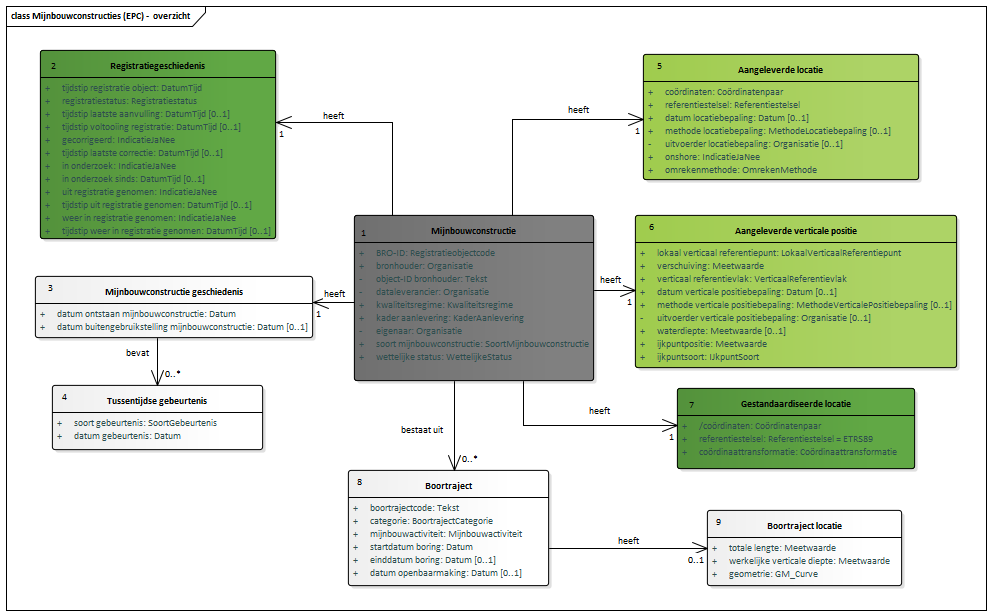 class Mijnbouwconstructies (EPC) - overzicht
2
Registratiegeschiedenis
+ tijdstip registratie object: DatumTijd
+ registratiestatus: Registratiestatus
+ tijdstip laatste aanvulling: DatumTijd [0..1]
+ tijdstip voltooiing registratie: DatumTijd [0..1]
+ gecorrigeerd: IndicatieJaNee
+ tijdstip laatste correctie: DatumTijd [0..1]
+ in onderzoek: IndicatieJaNee
+ in onderzoek sinds: DatumTijd [0..1]
+ uit registratie genomen: IndicatieJaNee
+ tijdstip uit registratie genomen: DatumTijd [0..1]
+ weer in registratie genomen: IndicatieJaNee
+ tijdstip weer in registratie genomen: DatumTijd [0..1]
heeft
1
heeft
1
5
Aangeleverde locatie
+ coördinaten: Coördinatenpaar
+ referentiestelsel: Referentiestelsel
+ datum locatiebepaling: Datum [0..1]
+ methode locatiebepaling: MethodeLocatiebepaling [0..1]
- uitvoerder locatiebepaling: Organisatie [0..1]
+ onshore: IndicatieJaNee
+ omrekenmethode: OmrekenMethode
1
Mijnbouwconstructie
+ BRO-ID: Registratieobjectcode
+ bronhouder: Organisatie
- object-ID bronhouder: Tekst
- dataleverancier: Organisatie
+ kwaliteitsregime: Kwaliteitsregime
+ kader aanlevering: KaderAanlevering
- eigenaar: Organisatie
+ soort mijnbouwconstructie: SoortMijnbouwconstructie
+ wettelijke status: WettelijkeStatus
heeft
1
6
Aangeleverde verticale positie
+ lokaal verticaal referentiepunt: LokaalVerticaalReferentiepunt
+ verschuiving: Meetwaarde
+ verticaal referentievlak: VerticaalReferentievlak
+ datum verticale positiebepaling: Datum [0..1]
+ methode verticale positiebepaling: MethodeVerticalePositiebepaling [0..1]
- uitvoerder verticale positiebepaling: Organisatie [0..1]
+ waterdiepte: Meetwaarde [0..1]
+ ijkpuntpositie: Meetwaarde
+ ijkpuntsoort: IJkpuntSoort
heeft
1
3
Mijnbouwconstructie geschiedenis
+ datum ontstaan mijnbouwconstructie: Datum
+ datum buitengebruikstelling mijnbouwconstructie: Datum [0..1]
bevat
0..*
4
Tussentijdse gebeurtenis
+ soort gebeurtenis: SoortGebeurtenis
+ datum gebeurtenis: Datum
heeft
1
7
Gestandaardiseerde locatie
+ /coördinaten: Coördinatenpaar
+ referentiestelsel: Referentiestelsel = ETRS89
+ coördinaattransformatie: Coördinaattransformatie
bestaat uit
0..*
8
Boortraject
+ boortrajectcode: Tekst
+ categorie: BoortrajectCategorie
+ mijnbouwactiviteit: Mijnbouwactiviteit
+ startdatum boring: Datum
+ einddatum boring: Datum [0..1]
+ datum openbaarmaking: Datum [0..1]
heeft
0..1
9
Boortraject locatie
+ totale lengte: Meetwaarde
+ werkelijke verticale diepte: Meetwaarde
+ geometrie: GM_Curve